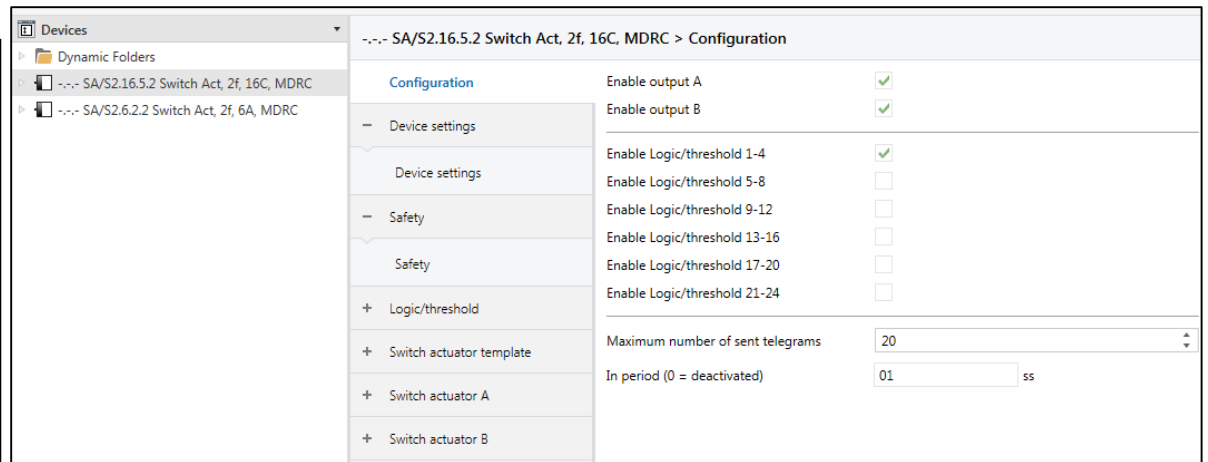 Devices
Dynamic Folders
-.-.- SA/S2.16.5.2 Switch Act, 2f, 16C, MDRC
-.-.- SA/S2.6.2.2 Switch Act, 2f, 6A, MDRC
-.-.- SA/S2.16.5.2 Switch Act, 2f, 16C, MDRC > Configuration
Configuration
Device settings
Device settings
Safety
Safety
Logic/threshold
Switch actuator template
Switch actuator A
Switch actuator B
Enable output A
Enable output B
Enable Logic/threshold 1-4
Enable Logic/threshold 5-8
Enable Logic/threshold 9-12
Enable Logic/threshold 13-16
Enable Logic/threshold 17-20
Enable Logic/threshold 21-24
Maximum number of sent telegrams 20
In period (0 = deactivated) 01 ss